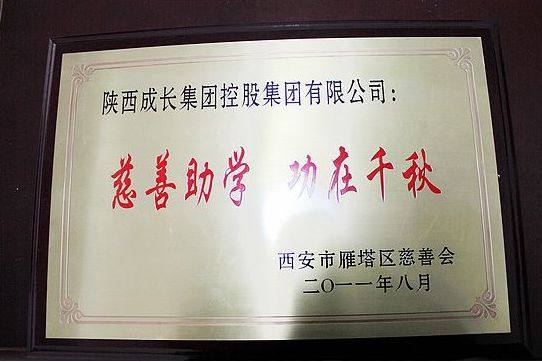 陕西成长集团控股集团有限公司：
慈善助学 功在千秋
西安市雁塔区慈善会
二〇一一年八月